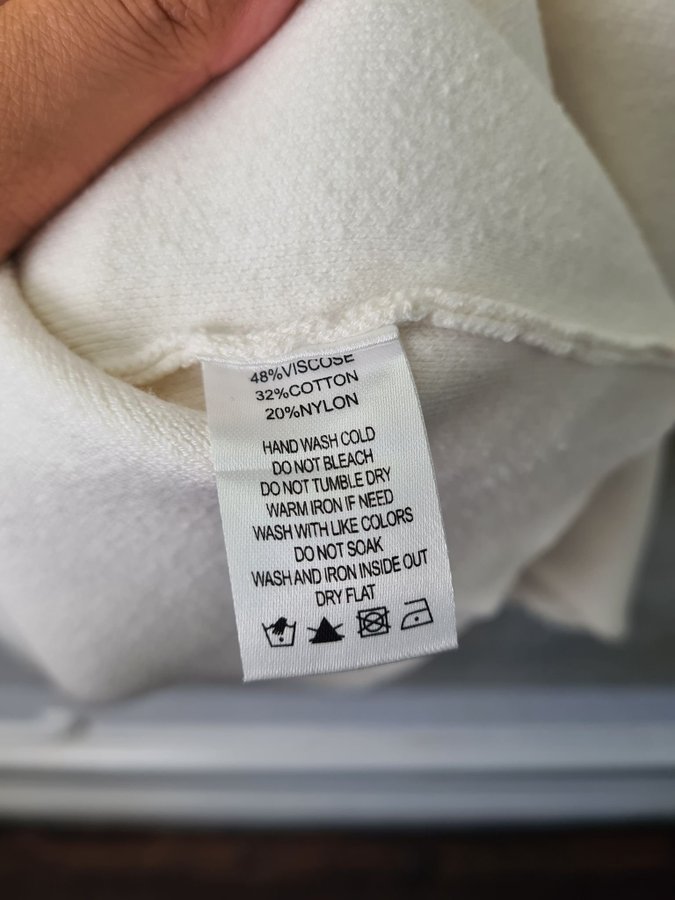 48%VISCOSE
32%COTTON
20%NYLON
HAND WASH COLD
DO NOT BLEACH
DO NOT TUMBLE DRY
WARM IRON IF NEED
WASH WITH LIKE COLORS
DO NOT SOAK
WASH AND IRON INSIDE OUT
DRY FLAT